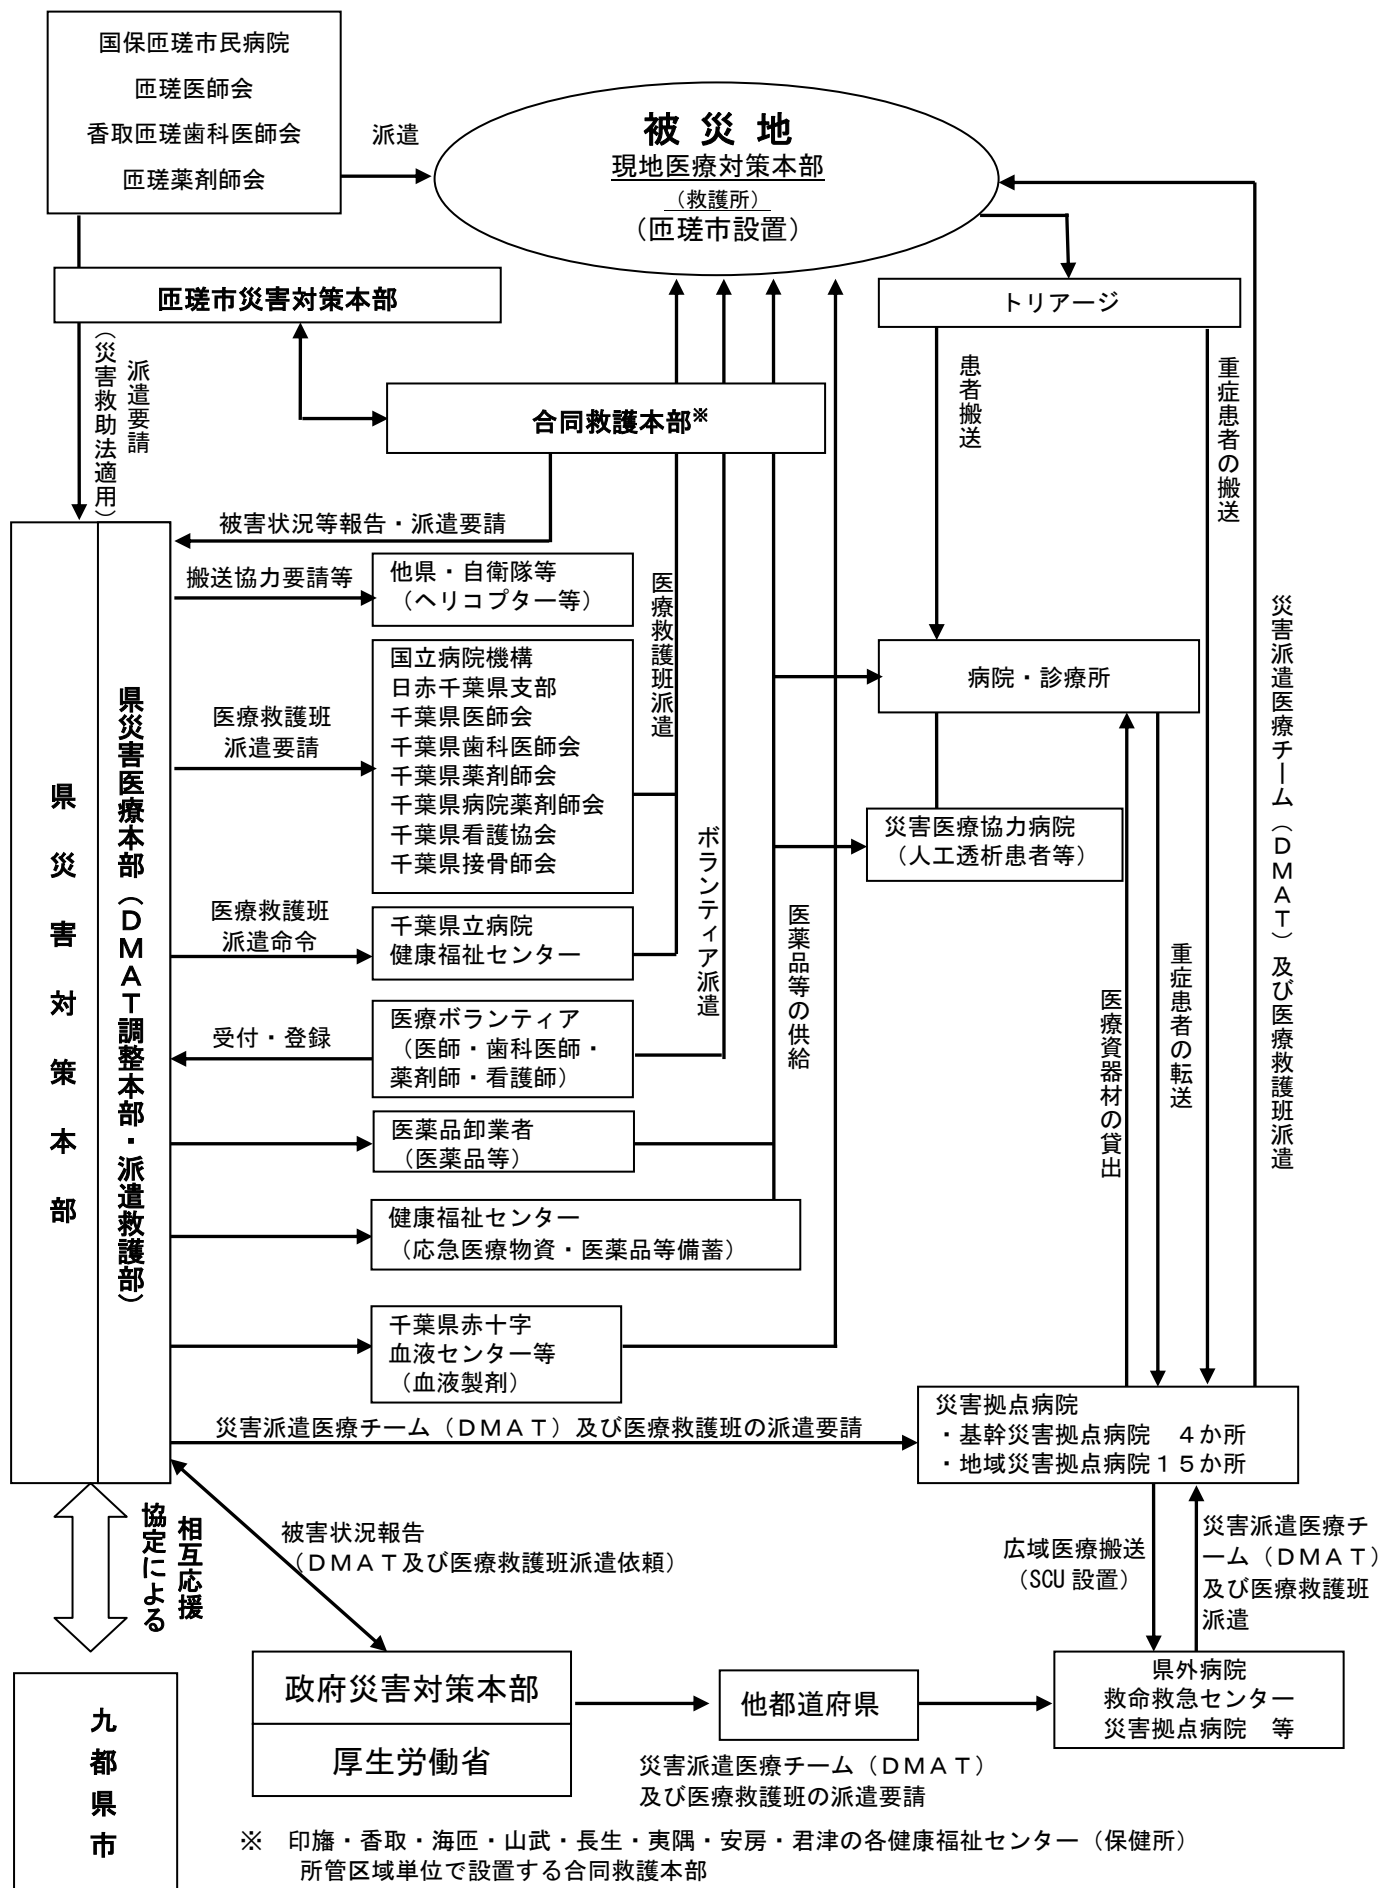 国保匝瑳市民病院
匝瑳医師会
香取匝瑳歯科医師会
匝瑳薬剤師会
派遣
被 災 地
現地医療対策本部
（救護所）
（匝瑳市設置）
匝瑳市災害対策本部
トリアージ
派遣要請
（災害救助法適用）
合同救護本部※
患者搬送
重症患者の搬送
被害状況等報告・派遣要請
搬送協力要請等
他県・自衛隊等
（ヘリコプター等）
医療救護班派遣
災害派遣医療チーム（ＤＭＡＴ）及び医療救護班派遣
県災害対策本部
県災害医療本部（ＤＭＡＴ調整本部・派遣救護部）
医療救護班
派遣要請
国立病院機構
日赤千葉県支部
千葉県医師会
千葉県歯科医師会
千葉県薬剤師会
千葉県病院薬剤師会
千葉県看護協会
千葉県接骨師会
病院・診療所
ボランティア派遣
災害医療協力病院
（人工透析患者等）
医療救護班
派遣命令
千葉県立病院
健康福祉センター
医薬品等の供給
重症患者の転送
医療資器材の貸出
受付・登録
医療ボランティア
（医師・歯科医師・
薬剤師・看護師）
医薬品卸業者
（医薬品等）
健康福祉センター
（応急医療物資・医薬品等備蓄）
千葉県赤十字
血液センター等
（血液製剤）
災害派遣医療チーム（ＤＭＡＴ）及び医療救護班の派遣要請
災害拠点病院
・基幹災害拠点病院　４か所
・地域災害拠点病院１５か所
相互応援
協定による
被害状況報告
（ＤＭＡＴ及び医療救護班派遣依頼）
広域医療搬送
（SCU 設置）
災害派遣医療チ
ーム（ＤＭＡＴ）
及び医療救護班
派遣
九都県市
政府災害対策本部
厚生労働省
他都道府県
県外病院
救命救急センター
災害拠点病院　等
災害派遣医療チーム（ＤＭＡＴ）
及び医療救護班の派遣要請
※　印旛・香取・海匝・山武・長生・夷隅・安房・君津の各健康福祉センター（保健所）
所管区域単位で設置する合同救護本部